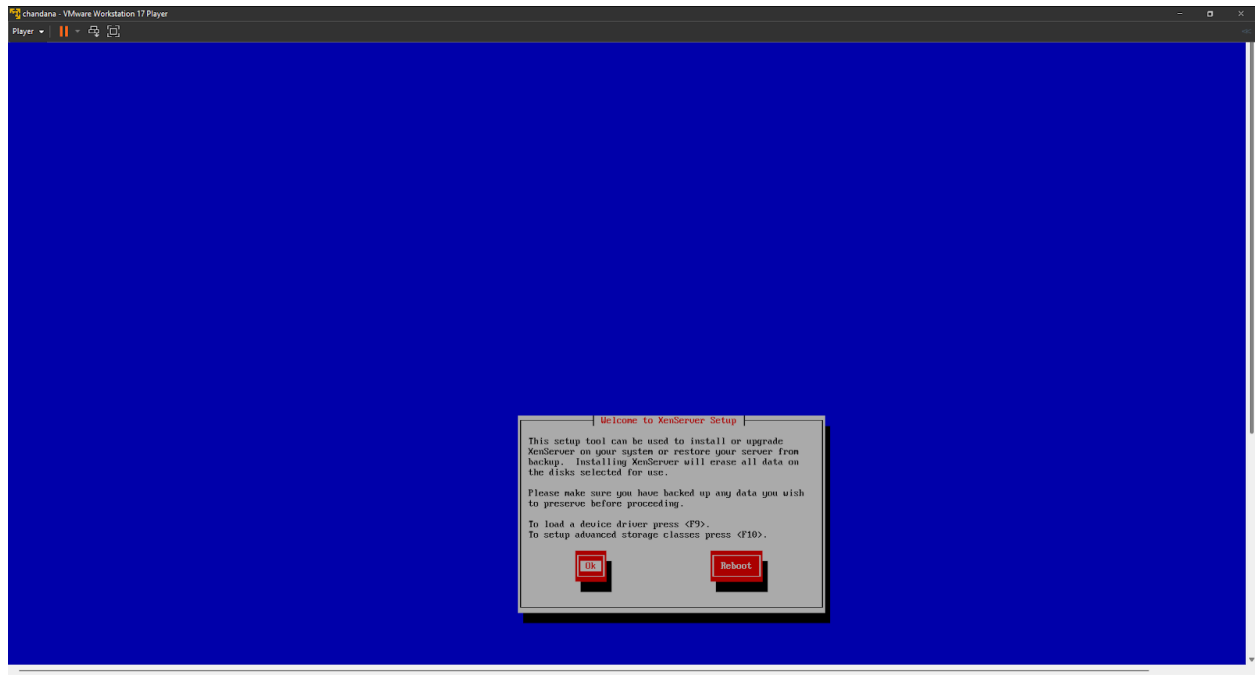 chandana - VMware Workstation 17 Player
Player
Welcome to XenServer Setup
This setup tool can be used to install or upgrade
XenServer on your system or restore your server from
backup.  Installing XenServer will erase all data on
the disks selected for use.
Please make sure you have backed up any data you wish
to preserve before proceeding.
To load a device driver press <F9>.
To setup advanced storage classes press <F10>.
Ok
Reboot